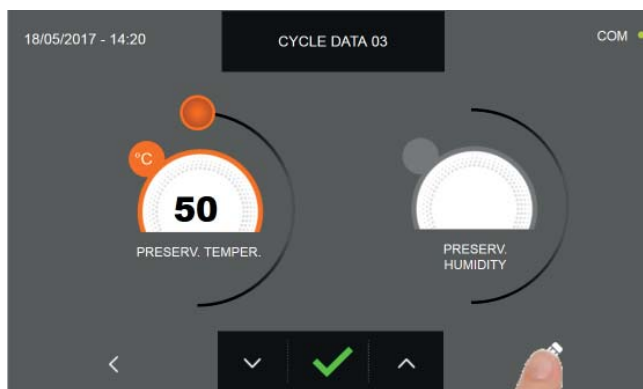 18/05/2017 - 14:20
CYCLE DATA 03
COM
°C
50
PRESERV. TEMPER.
PRESERV.
HUMIDITY